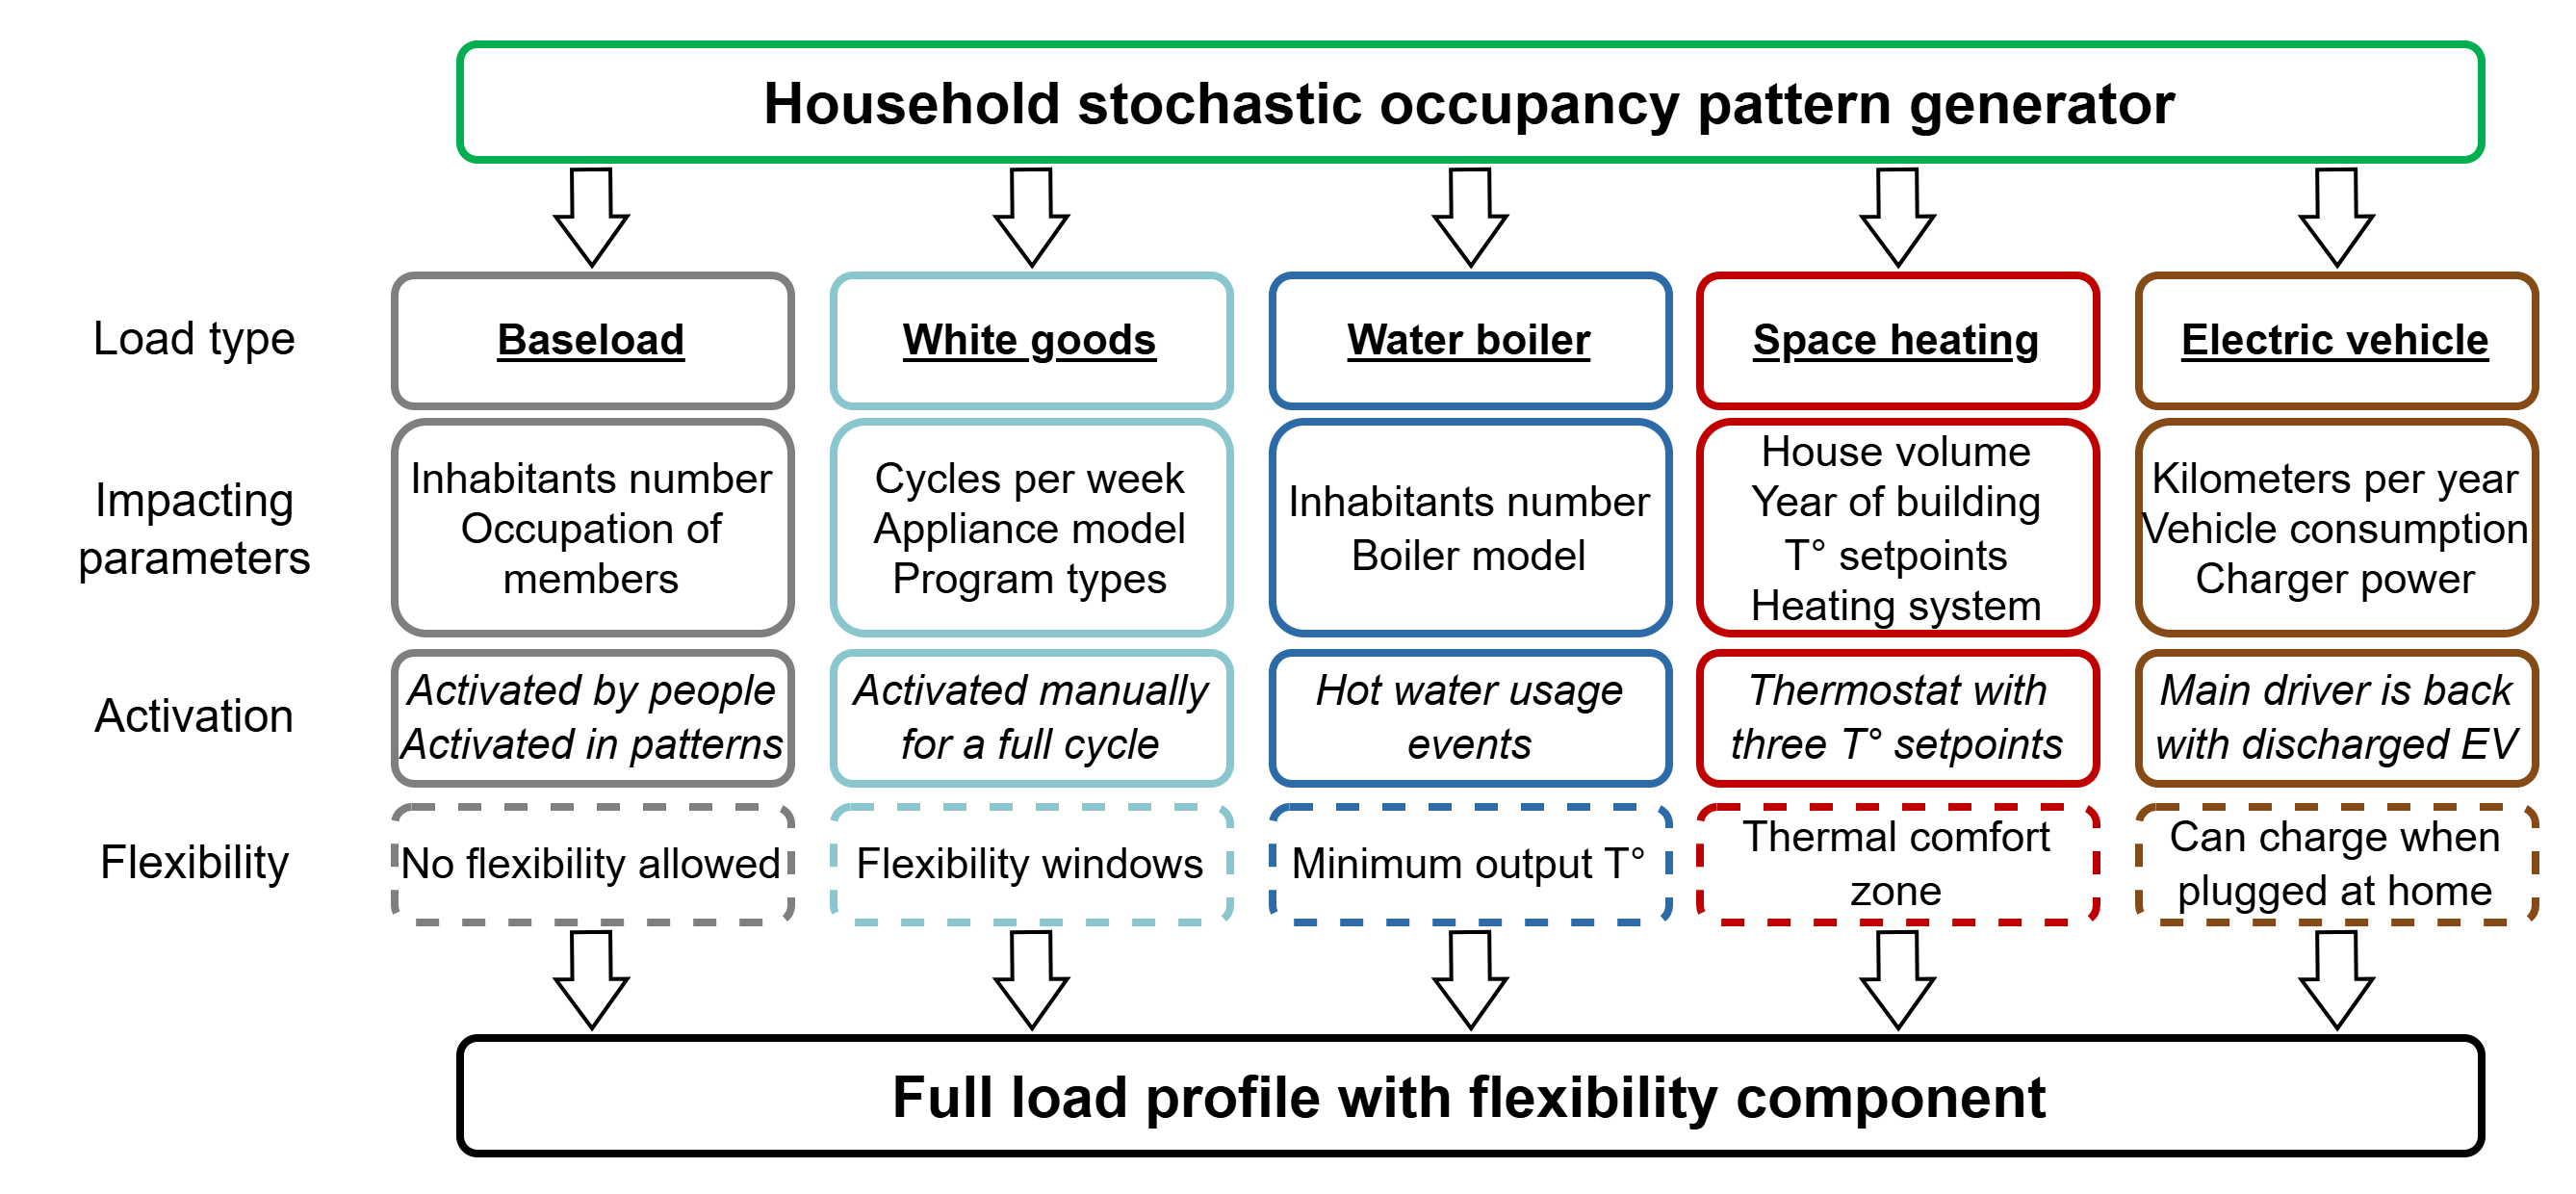 Household stochastic occupancy pattern generator
Load type
Baseload
White goods
Water boiler
Space heating
Electric vehicle
Impacting
parameters
Inhabitants number
Occupation of
members
Cycles per week
Appliance model
Program types
Inhabitants number
Boiler model
House volume
Year of building
T° setpoints
Heating system
Kilometers per year
Vehicle consumption
Charger power
Activation
Activated by people
Activated in patterns
Activated manually
for a full cycle
Hot water usage
events
Thermostat with
three T° setpoints
Main driver is back
with discharged EV
Flexibility
No flexibility allowed
Flexibility windows
Minimum output T°
Thermal comfort
zone
Can charge when
plugged at home
Full load profile with flexibility component